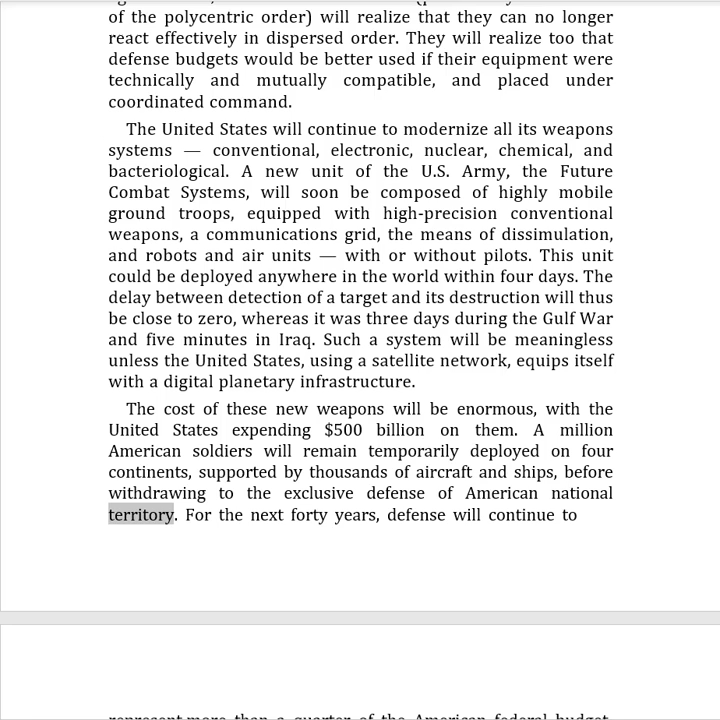 of the polycentric order) will realize that they can no longer
react effectively in dispersed order. They will realize too that
defense budgets would be better used if their equipment were
technically and mutually compatible, and placed under
coordinated command.
The United States will continue to modernize all its weapons
systems — conventional, electronic, nuclear, chemical, and
bacteriological. A new unit of the U.S. Army, the Future
Combat Systems, will soon be composed of highly mobile
ground troops, equipped with high-precision conventional
weapons, a communications grid, the means of dissimulation,
and robots and air units — with or without pilots. This unit
could be deployed anywhere in the world within four days. The
delay between detection of a target and its destruction will thus
be close to zero, whereas it was three days during the Gulf War
and five minutes in Iraq. Such a system will be meaningless
unless the United States, using a satellite network, equips itself
with a digital planetary infrastructure.
The cost of these new weapons will be enormous, with the
United States expending $500 billion on them. A million
American soldiers will remain temporarily deployed on four
continents, supported by thousands of aircraft and ships, before
withdrawing to the exclusive defense of American national
territory. For the next forty years, defense will continue to
represent more than a quarter of the American federal budget.